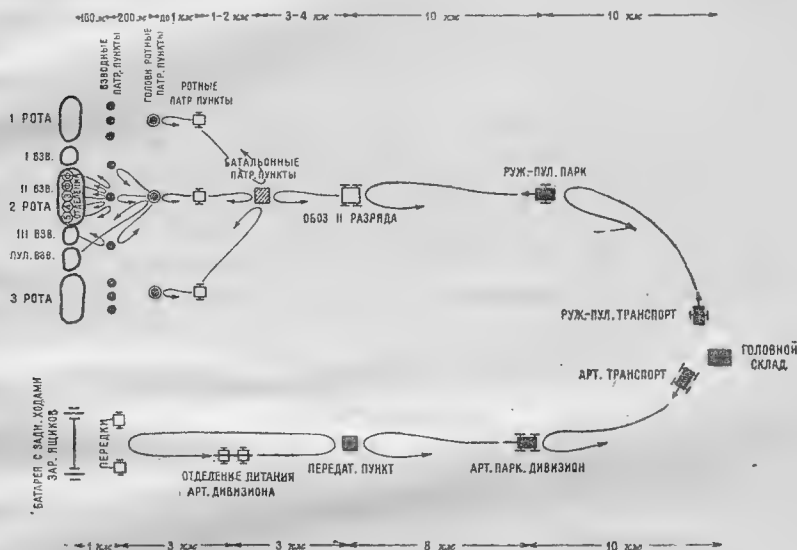 160 м 200 м до 1 км 1-2 км 3-4 км 10 км 10 км
ВЗВОДНЫЕ
ПАТР. ПУНКТЫ
ГОЛОВН. РОТНЫЕ
ПАТР. ПУНКТЫ
РОТНЫЕ
ПАТР. ПУНКТЫ
1 РОТА
I ВЗВ.
II ВЗВ.
2 РОТА
ОТДЕЛЕНИЯ
III ВЗВ.
ПУЛ. ВЗВ.
3 РОТА
БАТАЛЬОННЫЕ
ПАТР. ПУНКТЫ
ОБОЗ II РАЗРЯДА
РУЖ.-ПУЛ. ПАРК
РУЖ.-ПУЛ. ТРАНСПОРТ
ГОЛОВНОЙ
СКЛАД
АРТ. ТРАНСПОРТ
БАТАРЕЯ С ЗАДН. ХОДАМИ
ЗАР. ЯЩИКОВ
ПЕРЕДКИ
ОТДЕЛЕНИЕ ПИТАНИЯ
АРТ. ДИВИЗИОНА
ПЕРЕДАТ. ПУНКТ
АРТ. ПАРК. ДИВИЗИОН
1 км 3 км 3 км 8 км 10 км